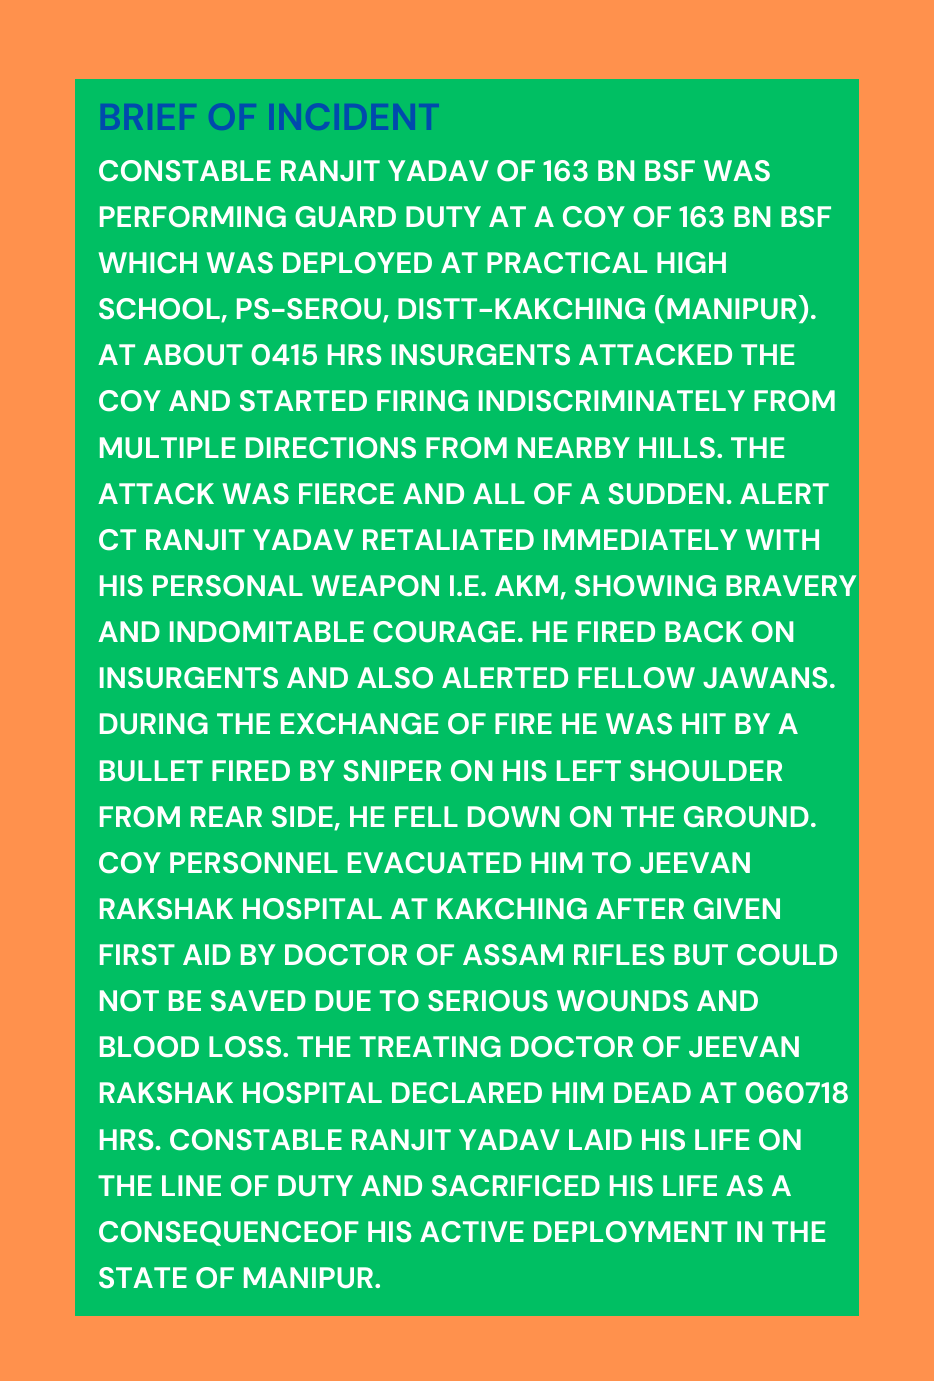 BRIEF OF INCIDENT
CONSTABLE RANJIT YADAV OF 163 BN BSF WAS
PERFORMING GUARD DUTY AT A COY OF 163 BN BSF
WHICH WAS DEPLOYED AT PRACTICAL HIGH
SCHOOL, PS-SEROU, DISTT-KAKCHING (MANIPUR).
AT ABOUT 0415 HRS INSURGENTS ATTACKED THE
COY AND STARTED FIRING INDISCRIMINATELY FROM
MULTIPLE DIRECTIONS FROM NEARBY HILLS. THE
ATTACK WAS FIERCE AND ALL OF A SUDDEN. ALERT
CT RANJIT YADAV RETALIATED IMMEDIATELY WITH
HIS PERSONAL WEAPON I.E. AKM, SHOWING BRAVERY
AND INDOMITABLE COURAGE. HE FIRED BACK ON
INSURGENTS AND ALSO ALERTED FELLOW JAWANS.
DURING THE EXCHANGE OF FIRE HE WAS HIT BY A
BULLET FIRED BY SNIPER ON HIS LEFT SHOULDER
FROM REAR SIDE, HE FELL DOWN ON THE GROUND.
COY PERSONNEL EVACUATED HIM TO JEEVAN
RAKSHAK HOSPITAL AT KAKCHING AFTER GIVEN
FIRST AID BY DOCTOR OF ASSAM RIFLES BUT COULD
NOT BE SAVED DUE TO SERIOUS WOUNDS AND
BLOOD LOSS. THE TREATING DOCTOR OF JEEVAN
RAKSHAK HOSPITAL DECLARED HIM DEAD AT 060718
HRS. CONSTABLE RANJIT YADAV LAID HIS LIFE ON
THE LINE OF DUTY AND SACRIFICED HIS LIFE AS A
CONSEQUENCEOF HIS ACTIVE DEPLOYMENT IN THE
STATE OF MANIPUR.